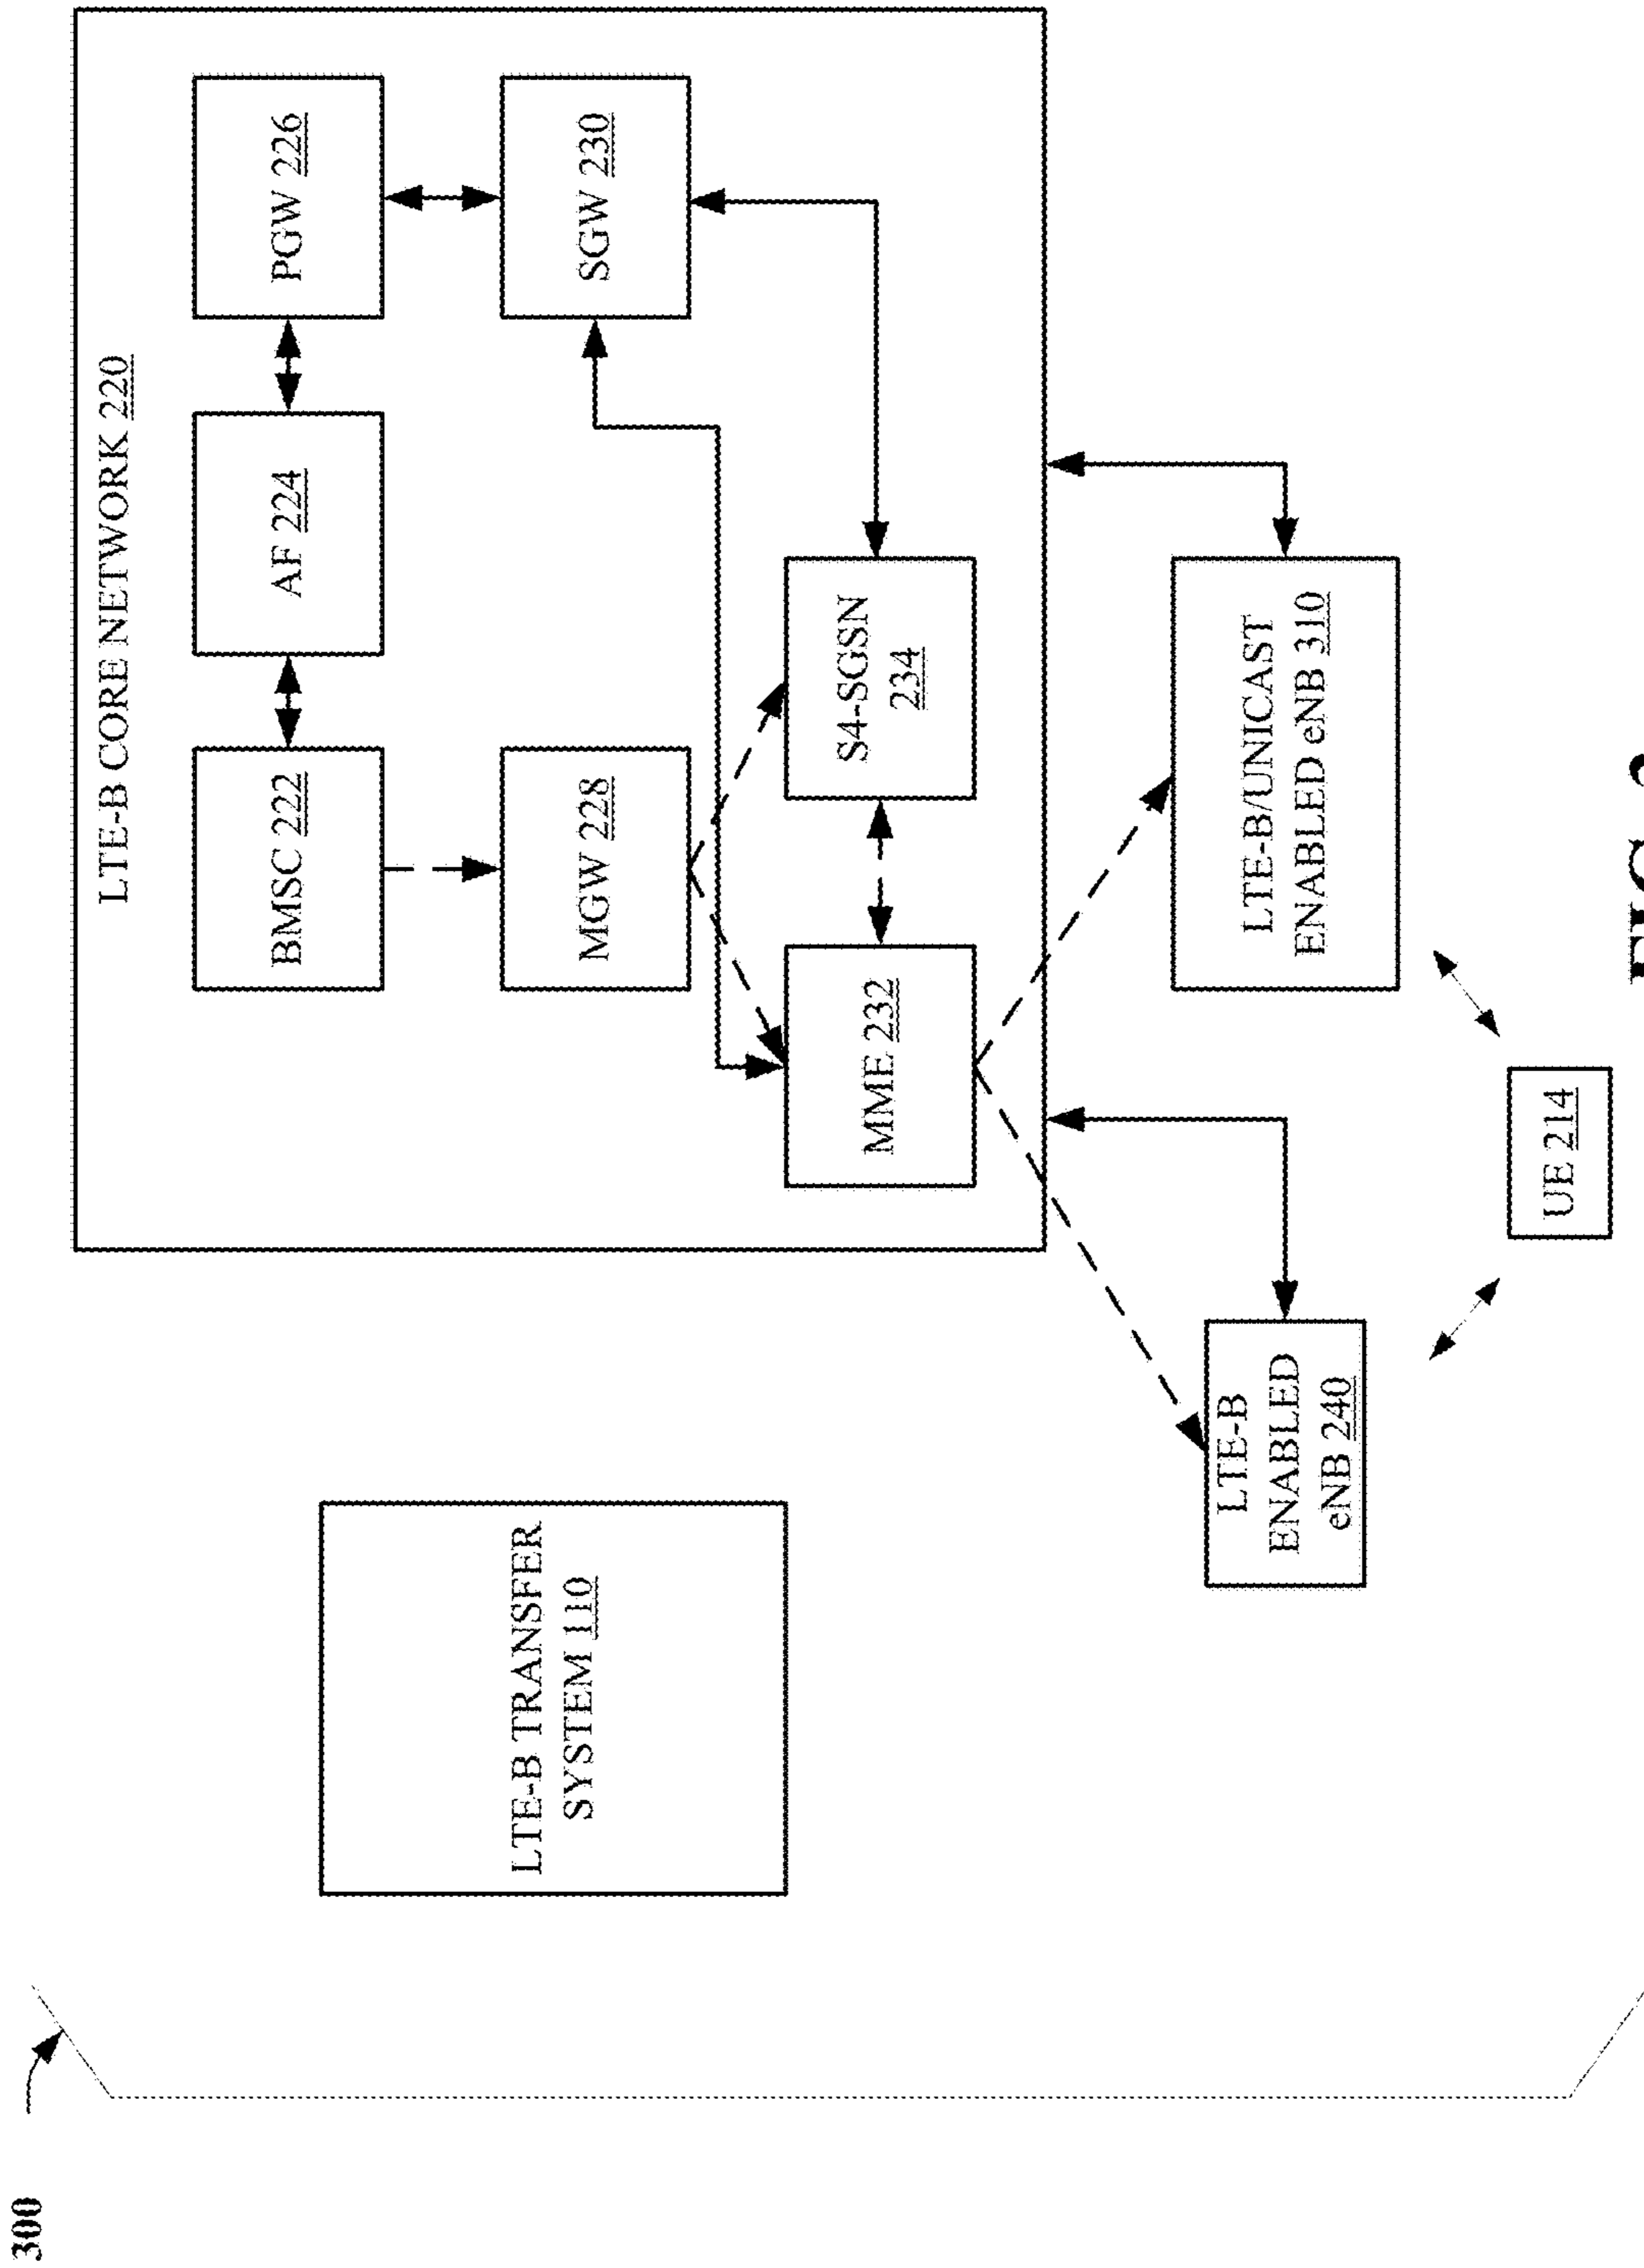 300
LTE-B CORE NETWORK 220
BMSC 222
AF 224
PGW 226
MGW 228
SGW 230
MME 232
S4-SGSN
234
LTE-B TRANSFER
SYSTEM 110
LTE-B
ENABLED
eNB 240
LTE-B/UNICAST
ENABLED eNB 310
UE 214